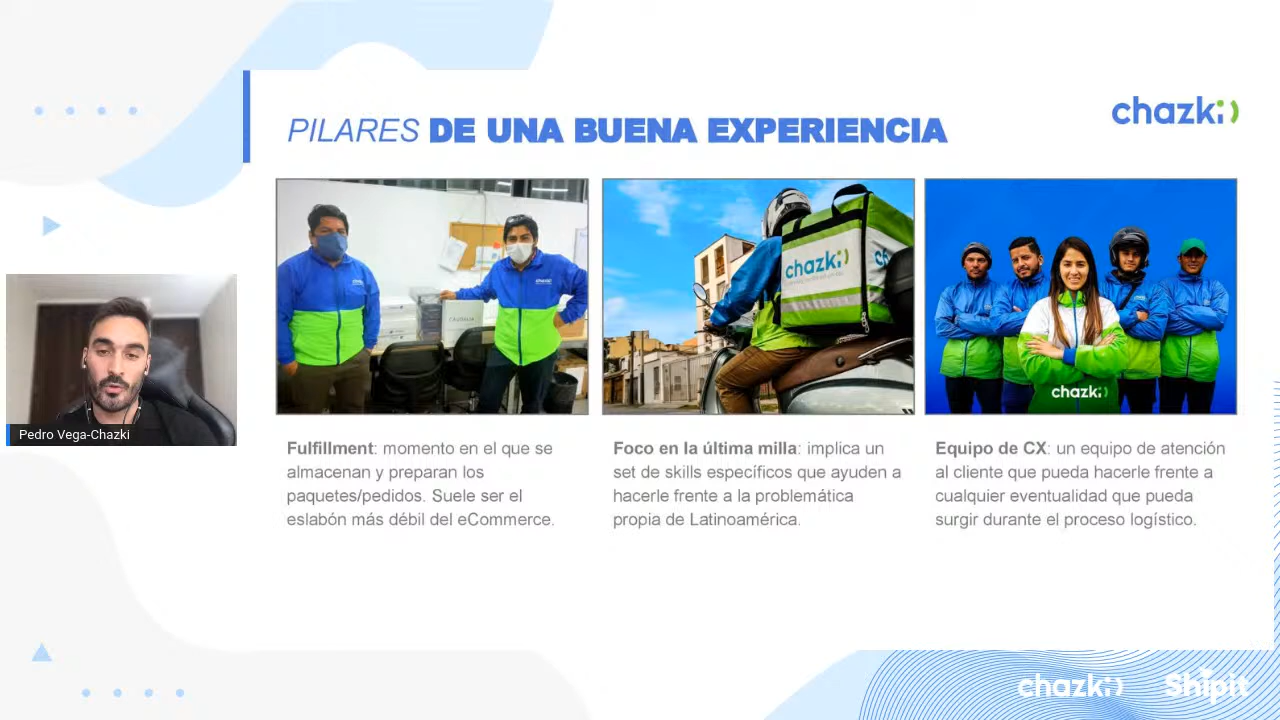 chazki
PILARES DE UNA BUENA EXPERIENCIA
chazki
chazki
Pedro Vega-Chazki
Fulfillment: momento en el que se
almacenan y preparan los
paquetes/pedidos. Suele ser el
eslabón más débil del eCommerce.
Foco en la última milla: implica un
set de skills específicos que ayuden a
hacerle frente a la problemática
propia de Latinoamérica.
Equipo de CX: un equipo de atención
al cliente que pueda hacerle frente a
cualquier eventualidad que pueda
surgir durante el proceso logístico.
chazki
Shipit